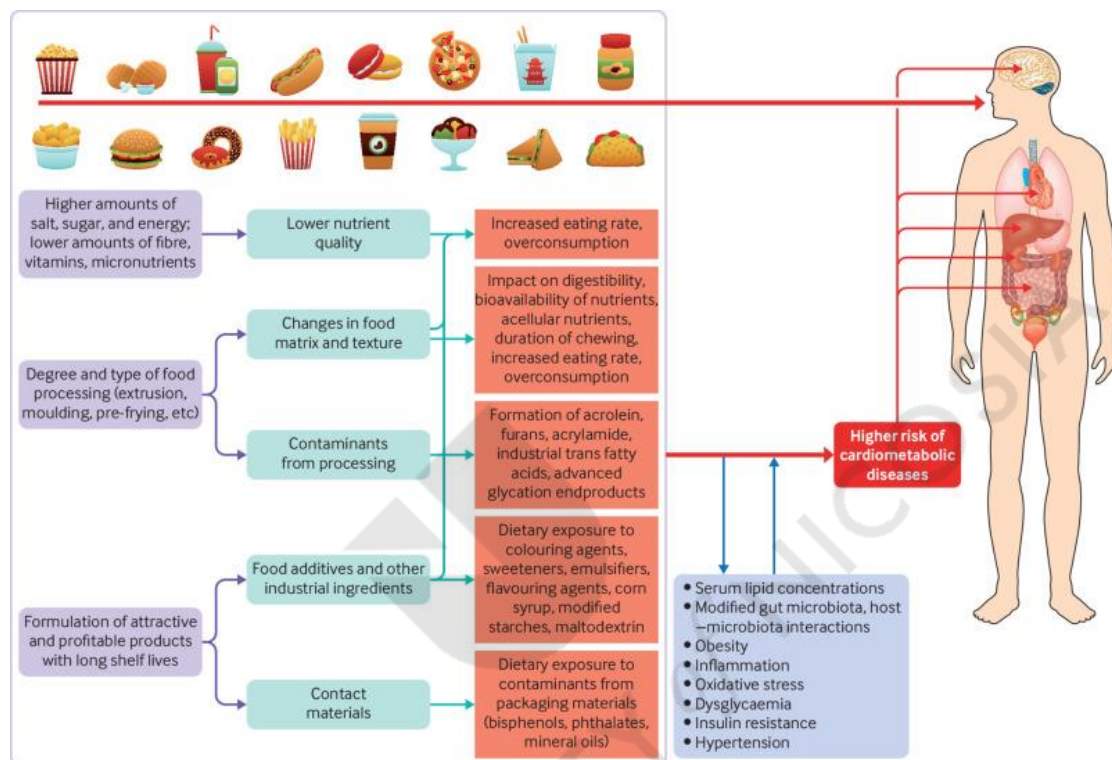 Higher amounts of
salt, sugar, and energy;
lower amounts of fibre,
vitamins, micronutrients
Lower nutrient
quality
Increased eating rate,
overconsumption
Degree and type of food
processing (extrusion,
moulding, pre-frying, etc)
Changes in food
matrix and texture
Impact on digestibility,
bioavailability of nutrients,
acellular nutrients,
duration of chewing,
increased eating rate,
overconsumption
Contaminants
from processing
Formation of acrolein,
furans, acrylamide,
industrial trans fatty
acids, advanced
glycation endproducts
Higher risk of
cardiometabolic
diseases
Formulation of attractive
and profitable products
with long shelf lives
Food additives and other
industrial ingredients
Dietary exposure to
colouring agents,
sweeteners, emulsifiers,
flavouring agents, corn
syrup, modified
starches, maltodextrin
Contact
materials
Dietary exposure to
contaminants from
packaging materials
(bisphenols, phthalates,
mineral oils)
• Serum lipid concentrations
• Modified gut microbiota, host
–microbiota interactions
• Obesity
• Inflammation
• Oxidative stress
• Dysglycaemia
• Insulin resistance
• Hypertension